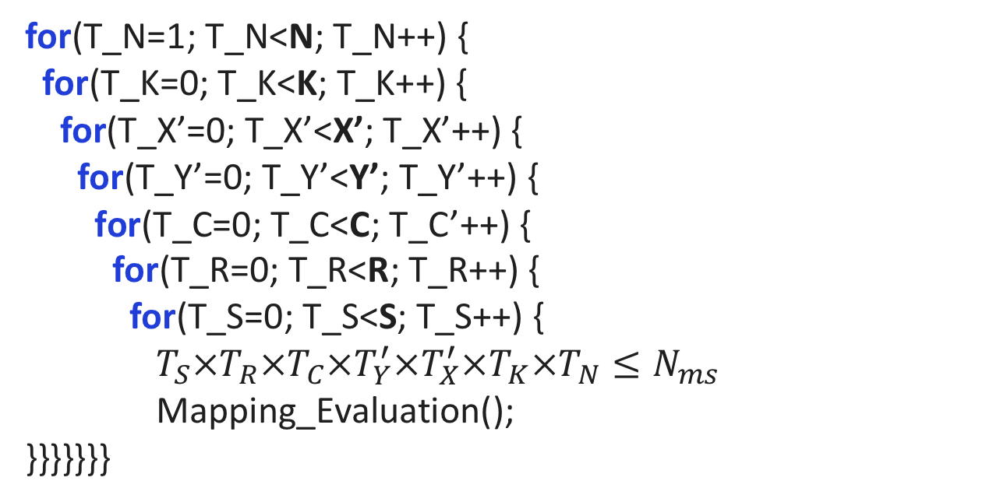 for(T_N=1; T_N<N; T_N++) {
for(T_K=0; T_K<K; T_K++) {
for(T_X’=0; T_X’<X’; T_X’++) {
for(T_Y’=0; T_Y’<Y’; T_Y’++) {
for(T_C=0; T_C<C; T_C’++) {
for(T_R=0; T_R<R; T_R++) {
for(T_S=0; T_S<S; T_S++) {
T_S×T_R×T_C×T′_Y×T′_X×T_K×T_N ≤ N_ms
Mapping_Evaluation();
}}}}}}}